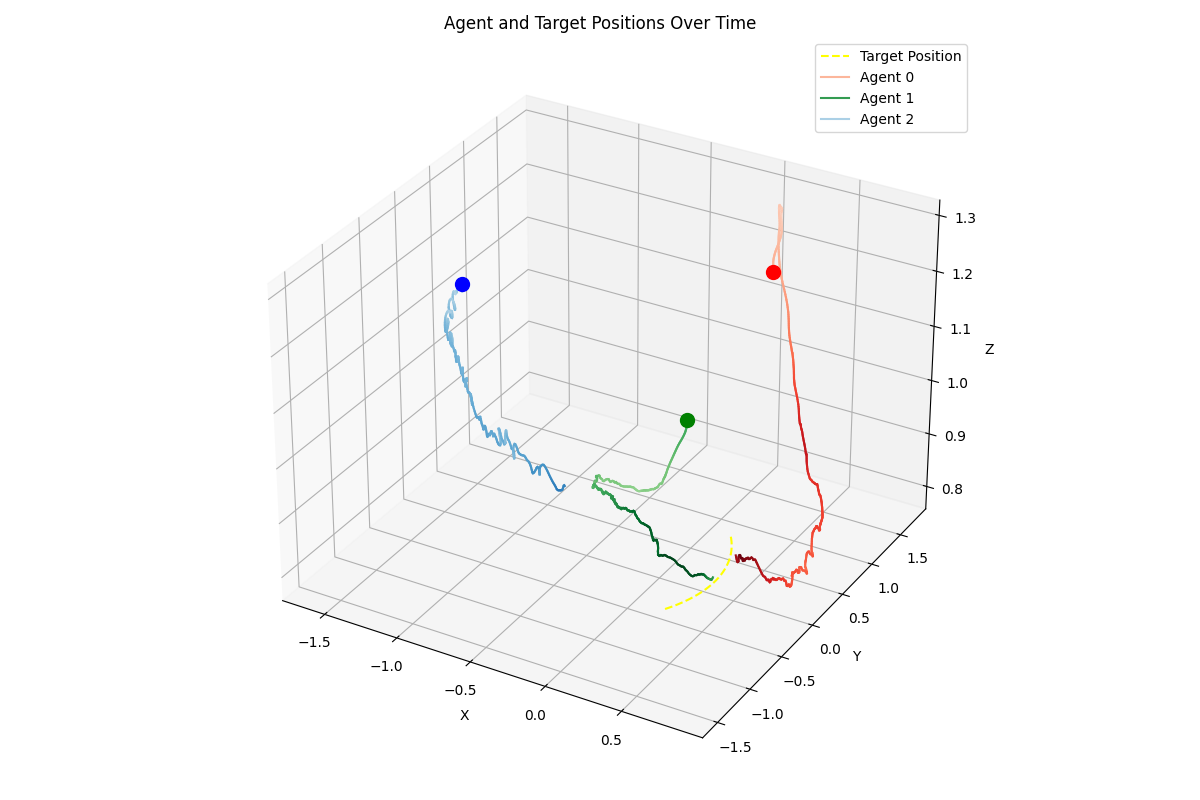 Agent and Target Positions Over Time
Target Position
Agent 0
Agent 1
Agent 2
1.3
1.2
1.1
Z
1.0
0.9
0.8
1.5
1.0
0.5
0.0
Y
−0.5
−1.0
−1.5
−1.5
−1.0
−0.5
X
0.0
0.5